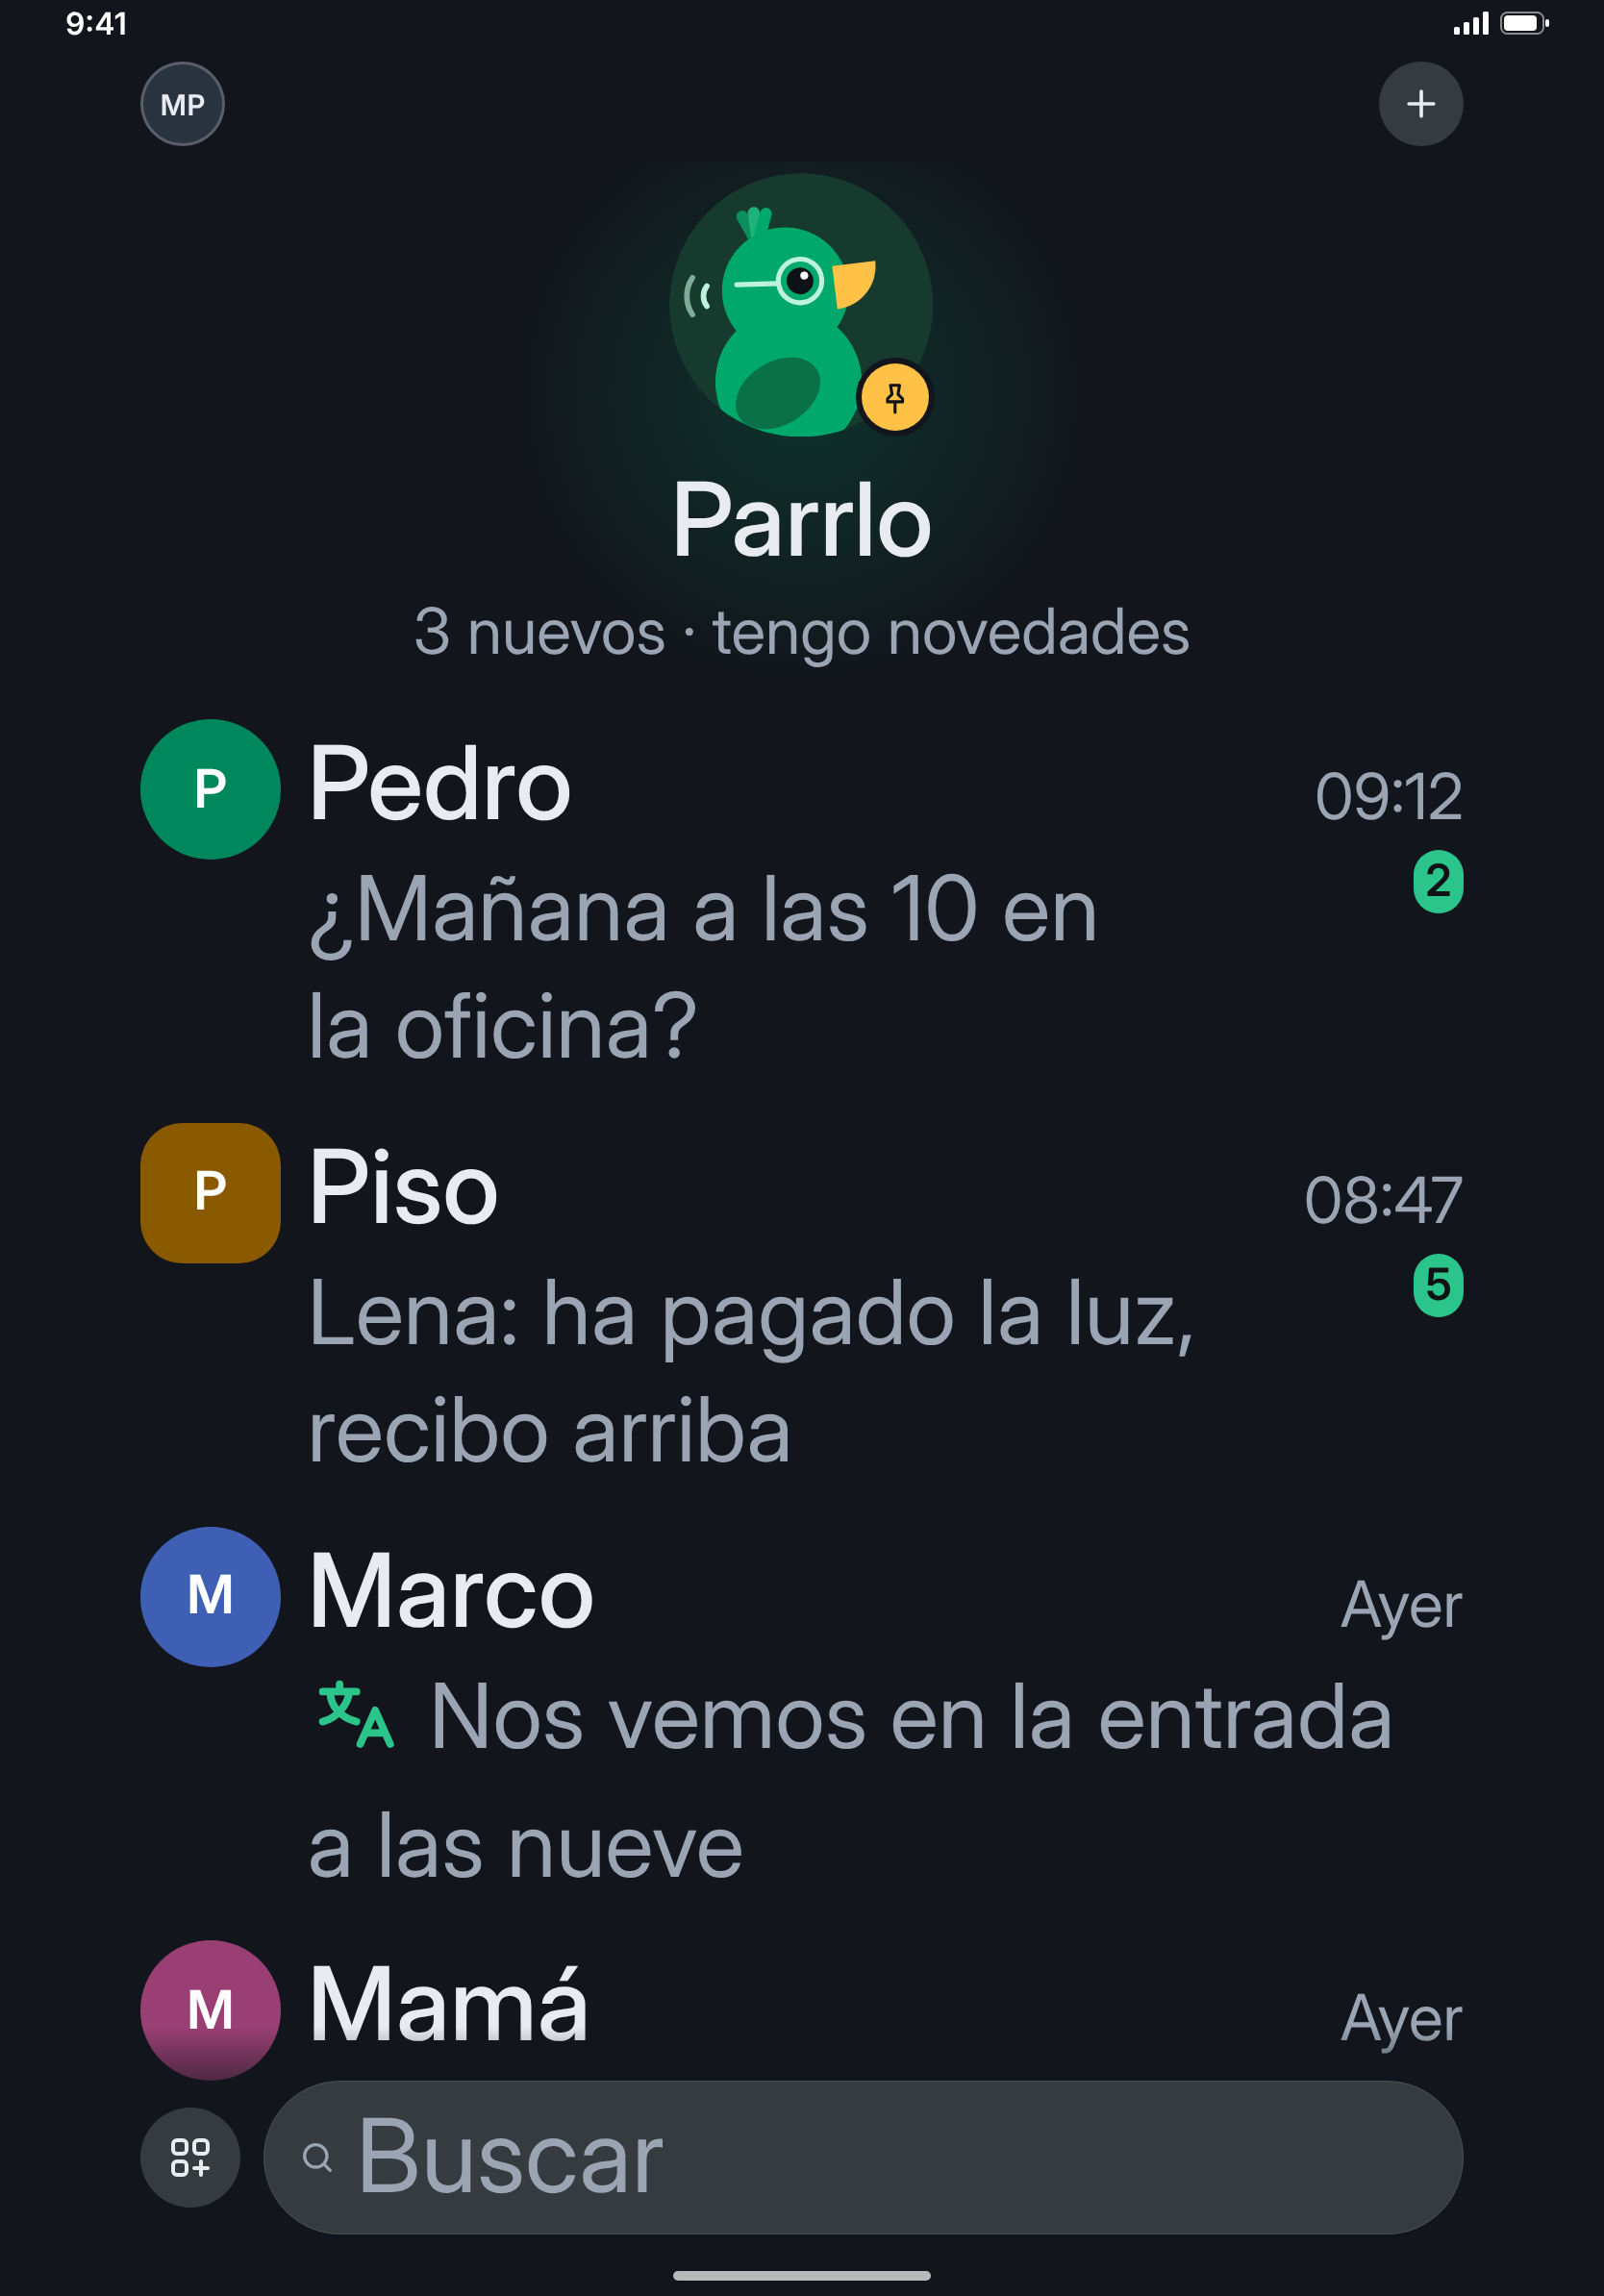 9:41
MP
Parrlo
3 nuevos · tengo novedades
P
Pedro
09:12
¿Mañana a las 10 en
2
la oficina?
P
Piso
08:47
Lena: ha pagado la luz,
5
recibo arriba
M
Marco
Ayer
文A Nos vemos en la entrada
a las nueve
M
Mamá
Ayer
Buscar